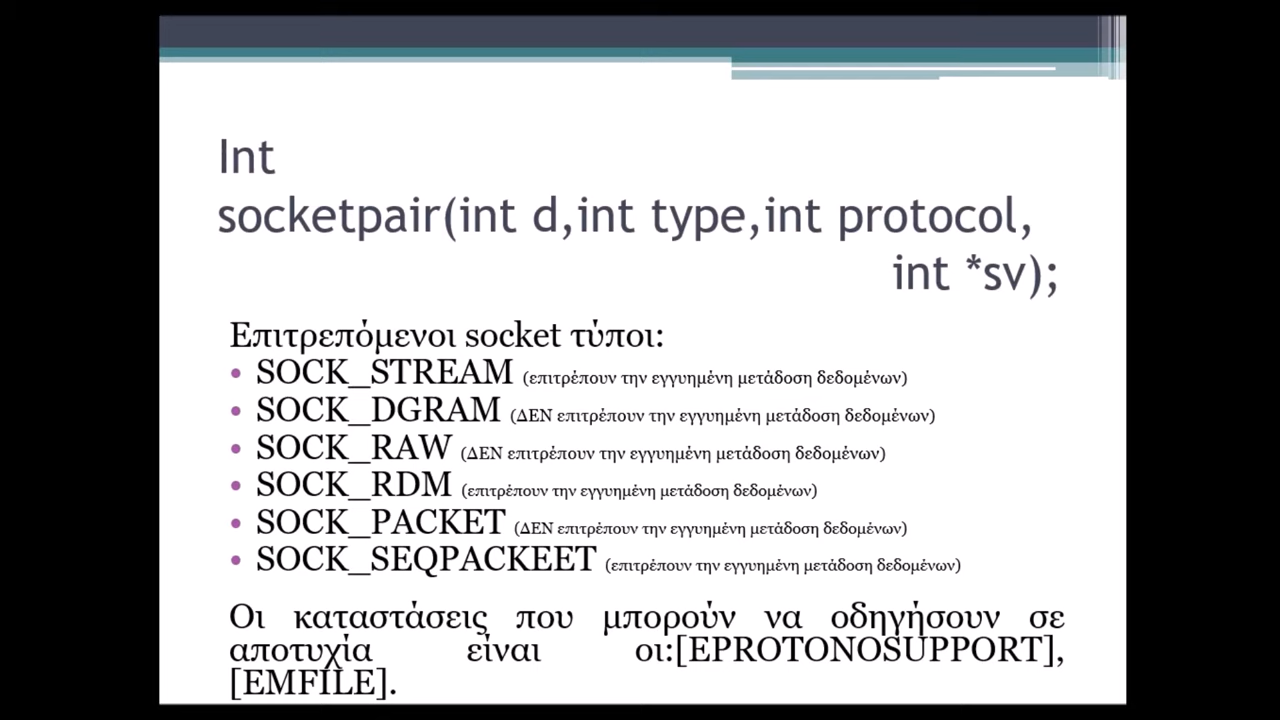 Int
socketpair(int d,int type,int protocol,
int *sv);
Επιτρεπόμενοι socket τύποι:
• SOCK_STREAM (επιτρέπουν την εγγυημένη μετάδοση δεδομένων)
• SOCK_DGRAM (ΔΕΝ επιτρέπουν την εγγυημένη μετάδοση δεδομένων)
• SOCK_RAW (ΔΕΝ επιτρέπουν την εγγυημένη μετάδοση δεδομένων)
• SOCK_RDM (επιτρέπουν την εγγυημένη μετάδοση δεδομένων)
• SOCK_PACKET (ΔΕΝ επιτρέπουν την εγγυημένη μετάδοση δεδομένων)
• SOCK_SEQPACKEET (επιτρέπουν την εγγυημένη μετάδοση δεδομένων)
Οι καταστάσεις που μπορούν να οδηγήσουν σε
αποτυχία είναι οι:[EPROTONOSUPPORT],
[EMFILE].